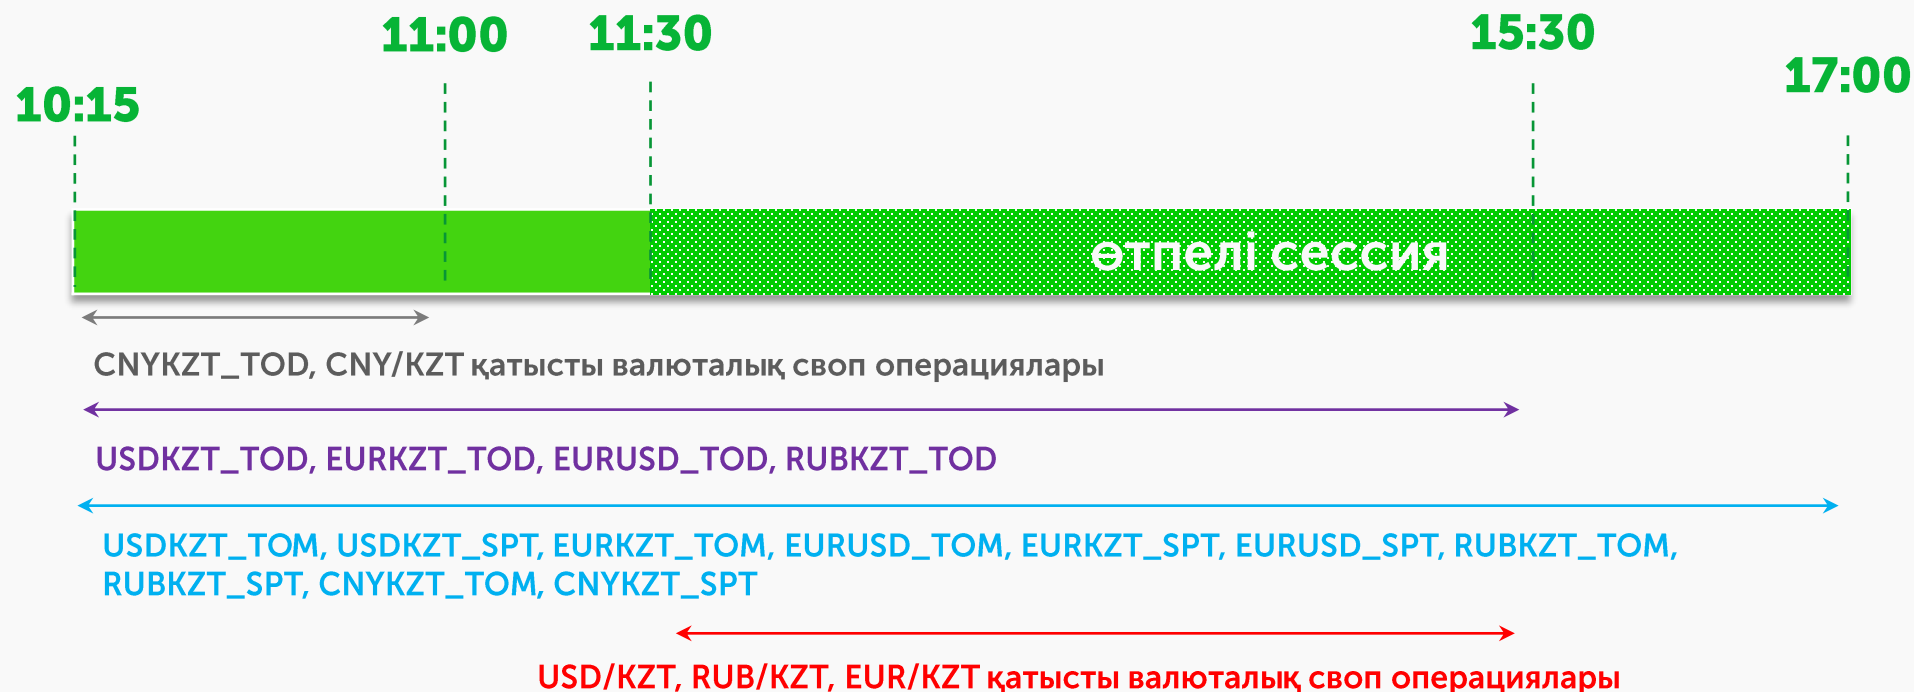 10:15
11:00
11:30
15:30
17:00
өтпелі сессия
CNYKZT_TOD, CNY/KZT қатысты валюталық своп операциялары
USDKZT_TOD, EURKZT_TOD, EURUSD_TOD, RUBKZT_TOD
USDKZT_TOM, USDKZT_SPT, EURKZT_TOM, EURUSD_TOM, EURKZT_SPT, EURUSD_SPT, RUBKZT_TOM,
RUBKZT_SPT, CNYKZT_TOM, CNYKZT_SPT
USD/KZT, RUB/KZT, EUR/KZT қатысты валюталық своп операциялары